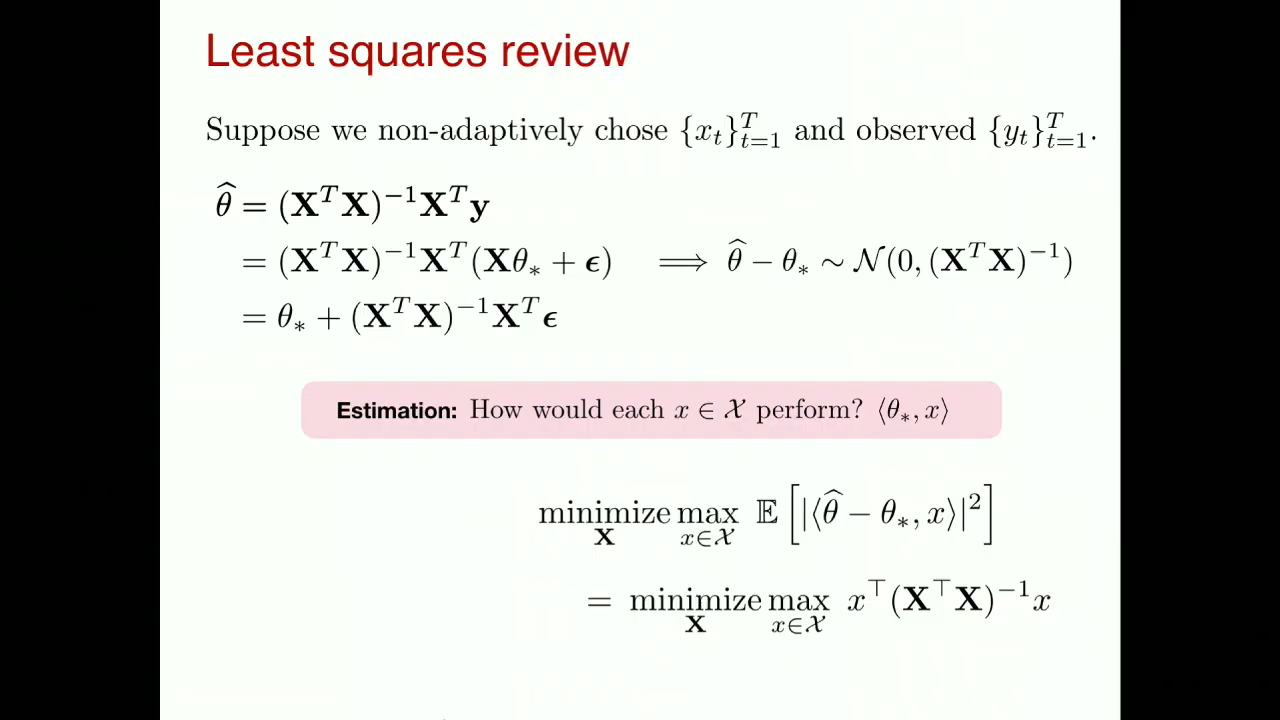 Least squares review
Suppose we non-adaptively chose $\{x_t\}_{t=1}^T$ and observed $\{y_t\}_{t=1}^T$.
$\widehat{\theta} = (\mathbf{X}^T\mathbf{X})^{-1}\mathbf{X}^T\mathbf{y}$
$= (\mathbf{X}^T\mathbf{X})^{-1}\mathbf{X}^T(\mathbf{X}\theta_* + \boldsymbol{\epsilon}) \implies \widehat{\theta} - \theta_* \sim \mathcal{N}(0, (\mathbf{X}^T\mathbf{X})^{-1})$
$= \theta_* + (\mathbf{X}^T\mathbf{X})^{-1}\mathbf{X}^T\boldsymbol{\epsilon}$
Estimation: How would each $x \in \mathcal{X}$ perform? $\langle\theta_*, x\rangle$
$\underset{\mathbf{X}}{\text{minimize}} \max_{x \in \mathcal{X}} \mathbb{E}\left[|\langle\widehat{\theta} - \theta_*, x\rangle|^2\right]$
$= \underset{\mathbf{X}}{\text{minimize}} \max_{x \in \mathcal{X}} x^\top(\mathbf{X}^\top\mathbf{X})^{-1}x$